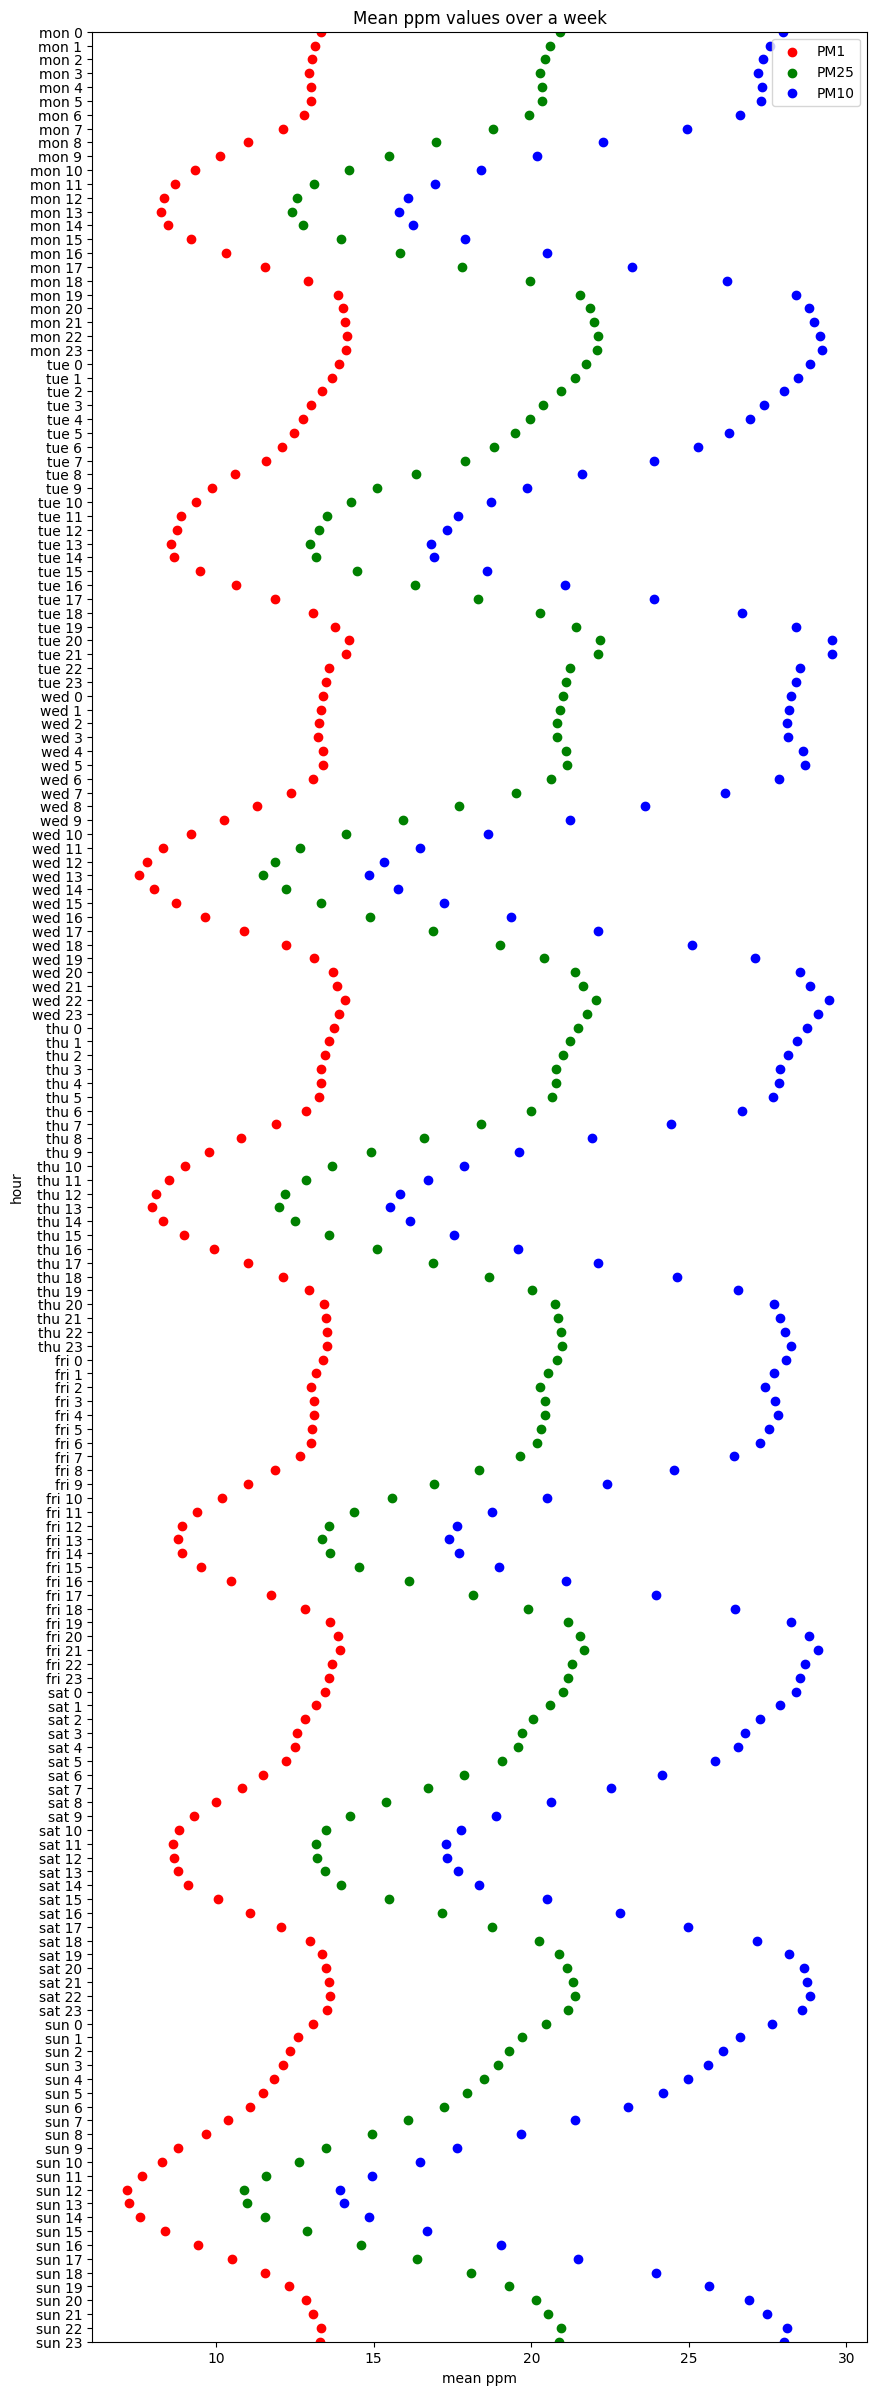 Mean ppm values over a week
PM1
PM25
PM10
mon 0
mon 1
mon 2
mon 3
mon 4
mon 5
mon 6
mon 7
mon 8
mon 9
mon 10
mon 11
mon 12
mon 13
mon 14
mon 15
mon 16
mon 17
mon 18
mon 19
mon 20
mon 21
mon 22
mon 23
tue 0
tue 1
tue 2
tue 3
tue 4
tue 5
tue 6
tue 7
tue 8
tue 9
tue 10
tue 11
tue 12
tue 13
tue 14
tue 15
tue 16
tue 17
tue 18
tue 19
tue 20
tue 21
tue 22
tue 23
wed 0
wed 1
wed 2
wed 3
wed 4
wed 5
wed 6
wed 7
wed 8
wed 9
wed 10
wed 11
wed 12
wed 13
wed 14
wed 15
wed 16
wed 17
wed 18
wed 19
wed 20
wed 21
wed 22
wed 23
thu 0
thu 1
thu 2
thu 3
thu 4
thu 5
thu 6
thu 7
thu 8
thu 9
thu 10
thu 11
thu 12
thu 13
thu 14
thu 15
thu 16
thu 17
thu 18
thu 19
thu 20
thu 21
thu 22
thu 23
fri 0
fri 1
fri 2
fri 3
fri 4
fri 5
fri 6
fri 7
fri 8
fri 9
fri 10
fri 11
fri 12
fri 13
fri 14
fri 15
fri 16
fri 17
fri 18
fri 19
fri 20
fri 21
fri 22
fri 23
sat 0
sat 1
sat 2
sat 3
sat 4
sat 5
sat 6
sat 7
sat 8
sat 9
sat 10
sat 11
sat 12
sat 13
sat 14
sat 15
sat 16
sat 17
sat 18
sat 19
sat 20
sat 21
sat 22
sat 23
sun 0
sun 1
sun 2
sun 3
sun 4
sun 5
sun 6
sun 7
sun 8
sun 9
sun 10
sun 11
sun 12
sun 13
sun 14
sun 15
sun 16
sun 17
sun 18
sun 19
sun 20
sun 21
sun 22
sun 23
hour
10 15 20 25 30
mean ppm